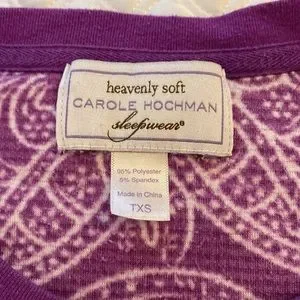 heavenly soft
CAROLE HOCHMAN
sleepwear®
95% Polyester
5% Spandex
Made in China
TXS